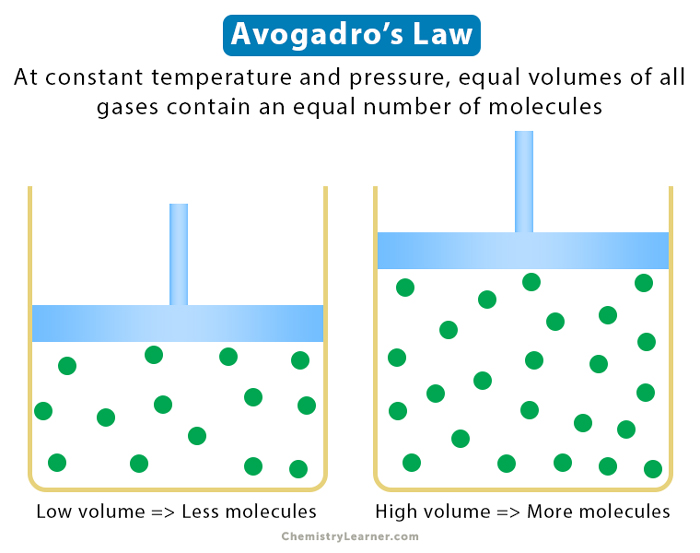 Avogadro’s Law
At constant temperature and pressure, equal volumes of all
gases contain an equal number of molecules
Low volume => Less molecules
High volume => More molecules
ChemistryLearner.com